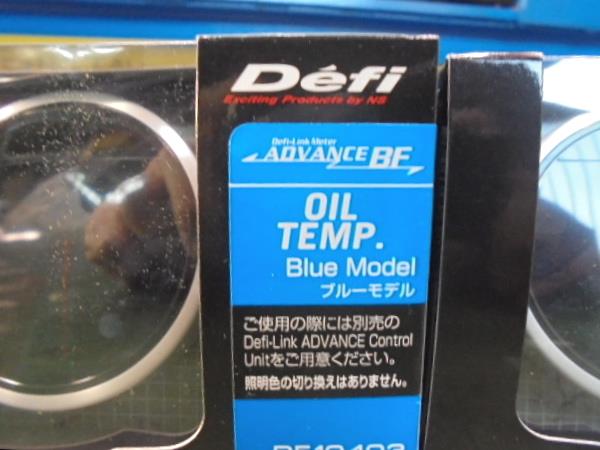 Défi
Exciting Products by NS
Defi-Link Meter
ADVANCE BF
OIL
TEMP.
Blue Model
ブルーモデル
ご使用の際には別売の
Defi-Link ADVANCE Control
Unitをご用意ください。
照明色の切り換えはありません。